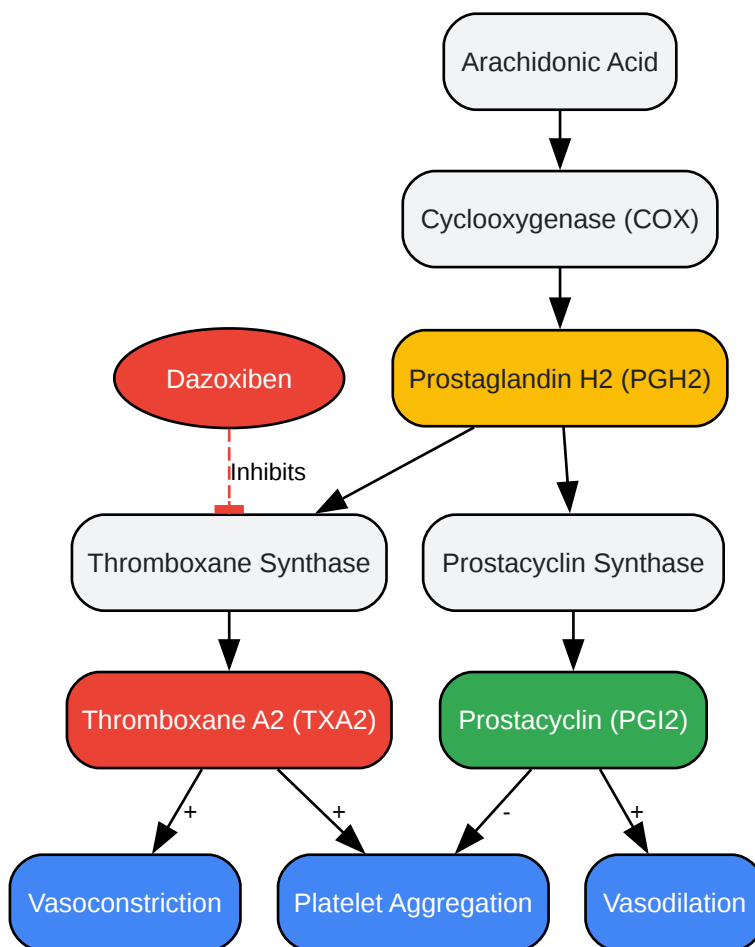 Arachidonic Acid
Cyclooxygenase (COX)
Dazoxiben
Prostaglandin H2 (PGH2)
Inhibits
Thromboxane Synthase
Prostacyclin Synthase
Thromboxane A2 (TXA2)
Prostacyclin (PGI2)
+
+
-
+
Vasoconstriction
Platelet Aggregation
Vasodilation